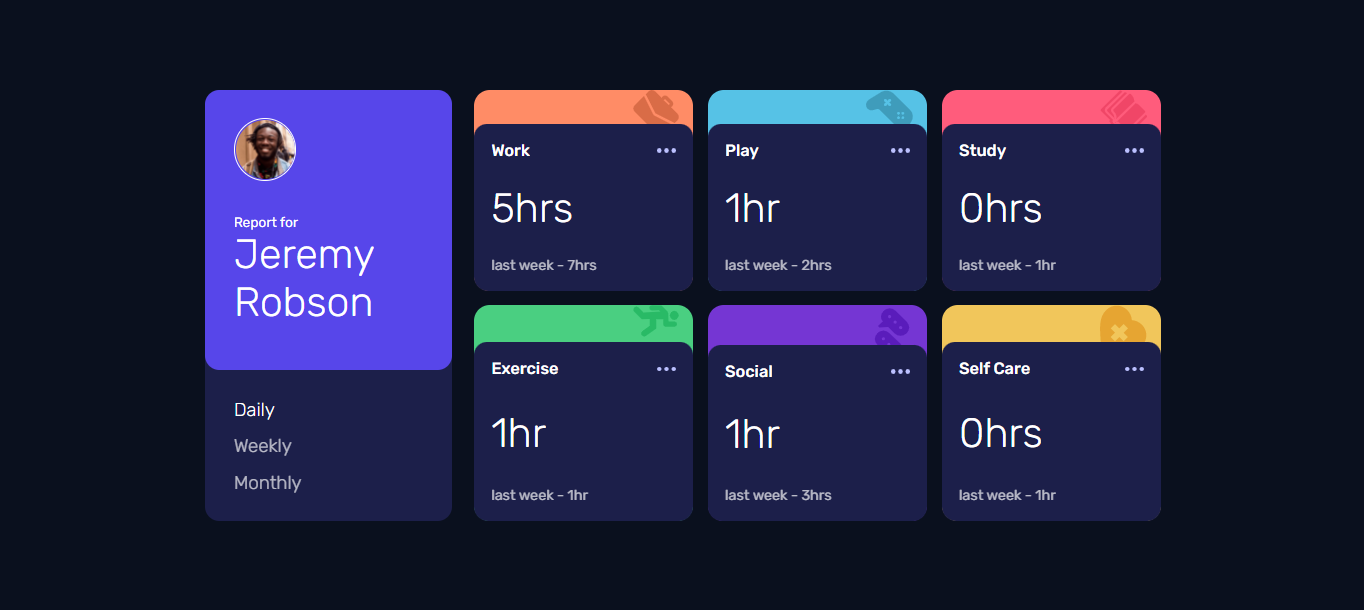 Report for
Jeremy
Robson
Daily
Weekly
Monthly
Work
5hrs
last week - 7hrs
Play
1hr
last week - 2hrs
Study
0hrs
last week - 1hr
Exercise
1hr
last week - 1hr
Social
1hr
last week - 3hrs
Self Care
0hrs
last week - 1hr